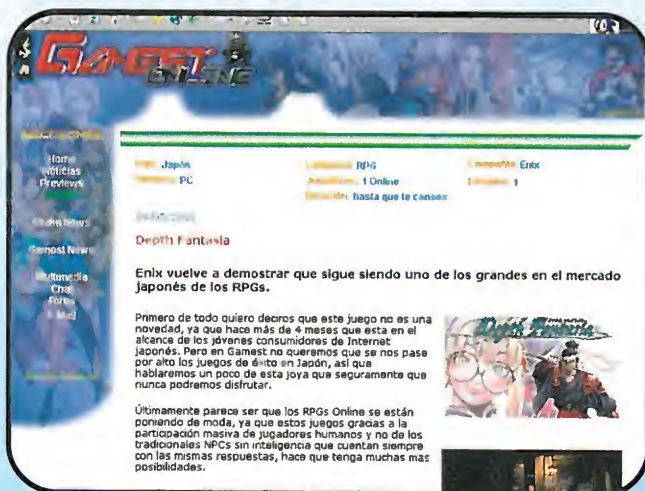 GAMEST
ONLINE
Home
Noticias
Previews
Gamest News
Multimedia
Chat
Foros
E-Mail
Japón
RPG
Enix
PC
1 Online
1
hasta que te canses
Depth Fantasia
Enix vuelve a demostrar que sigue siendo uno de los grandes en el mercado
japonés de los RPGs.
Primero de todo quiero deciros que este juego no es una
novedad, ya que hace más de 4 meses que esta en el
alcance de los jóvenes consumidores de Internet
japonés. Pero en Gamest no queremos que se nos pase
por alto los juegos de éxito en Japón, así que
hablaremos un poco de esta joya que seguramente que
nunca podremos disfrutar.
Últimamente parece ser que los RPGs Online se están
poniendo de moda, ya que estos juegos gracias a la
participación masiva de jugadores humanos y no de los
tradicionales NPCs sin inteligencia que cuentan siempre
con las mismas respuestas, hace que tenga muchas mas
posibilidades.
Depth Fantasia